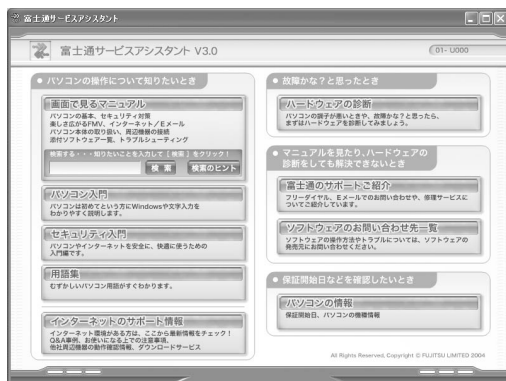 富士通サービスアシスタント
富士通サービスアシスタント V3.0
01- U000
パソコンの操作について知りたいとき
画面で見るマニュアル
パソコンの基本、セキュリティ対策
楽しさ広がるFMV、インターネット／Eメール
パソコン本体の取り扱い、周辺機器の接続
添付ソフトウェア一覧、トラブルシューティング
検索する・・・知りたいことを入力して [ 検索 ] をクリック！
検 索
検索のヒント
パソコン入門
パソコンは初めてという方にWindowsや文字入力を
わかりやすく説明します。
セキュリティ入門
パソコンやインターネットを安全に、快適に使うための
入門編です。
用語集
むずかしいパソコン用語がすぐわかります。
インターネットのサポート情報
インターネット環境がある方は、ここから最新情報をチェック！
Q&A事例、お使いになる上での注意事項、
他社周辺機器の動作確認情報、ダウンロードサービス
故障かな？と思ったとき
ハードウェアの診断
パソコンの調子が悪いときや、故障かな？と思ったら、
まずはハードウェアを診断してみましょう。
マニュアルを見たり、ハードウェアの
診断をしても解決できないとき
富士通のサポートご紹介
フリーダイヤル、Eメールでのお問い合わせや、修理サービスに
ついてご紹介しています。
ソフトウェアのお問い合わせ先一覧
ソフトウェアの操作方法やトラブルについては、ソフトウェアの
発売元にお問い合わせください。
保証開始日などを確認したいとき
パソコンの情報
保証開始日、パソコンの機種情報
All Rights Reserved, Copyright © FUJITSU LIMITED 2004